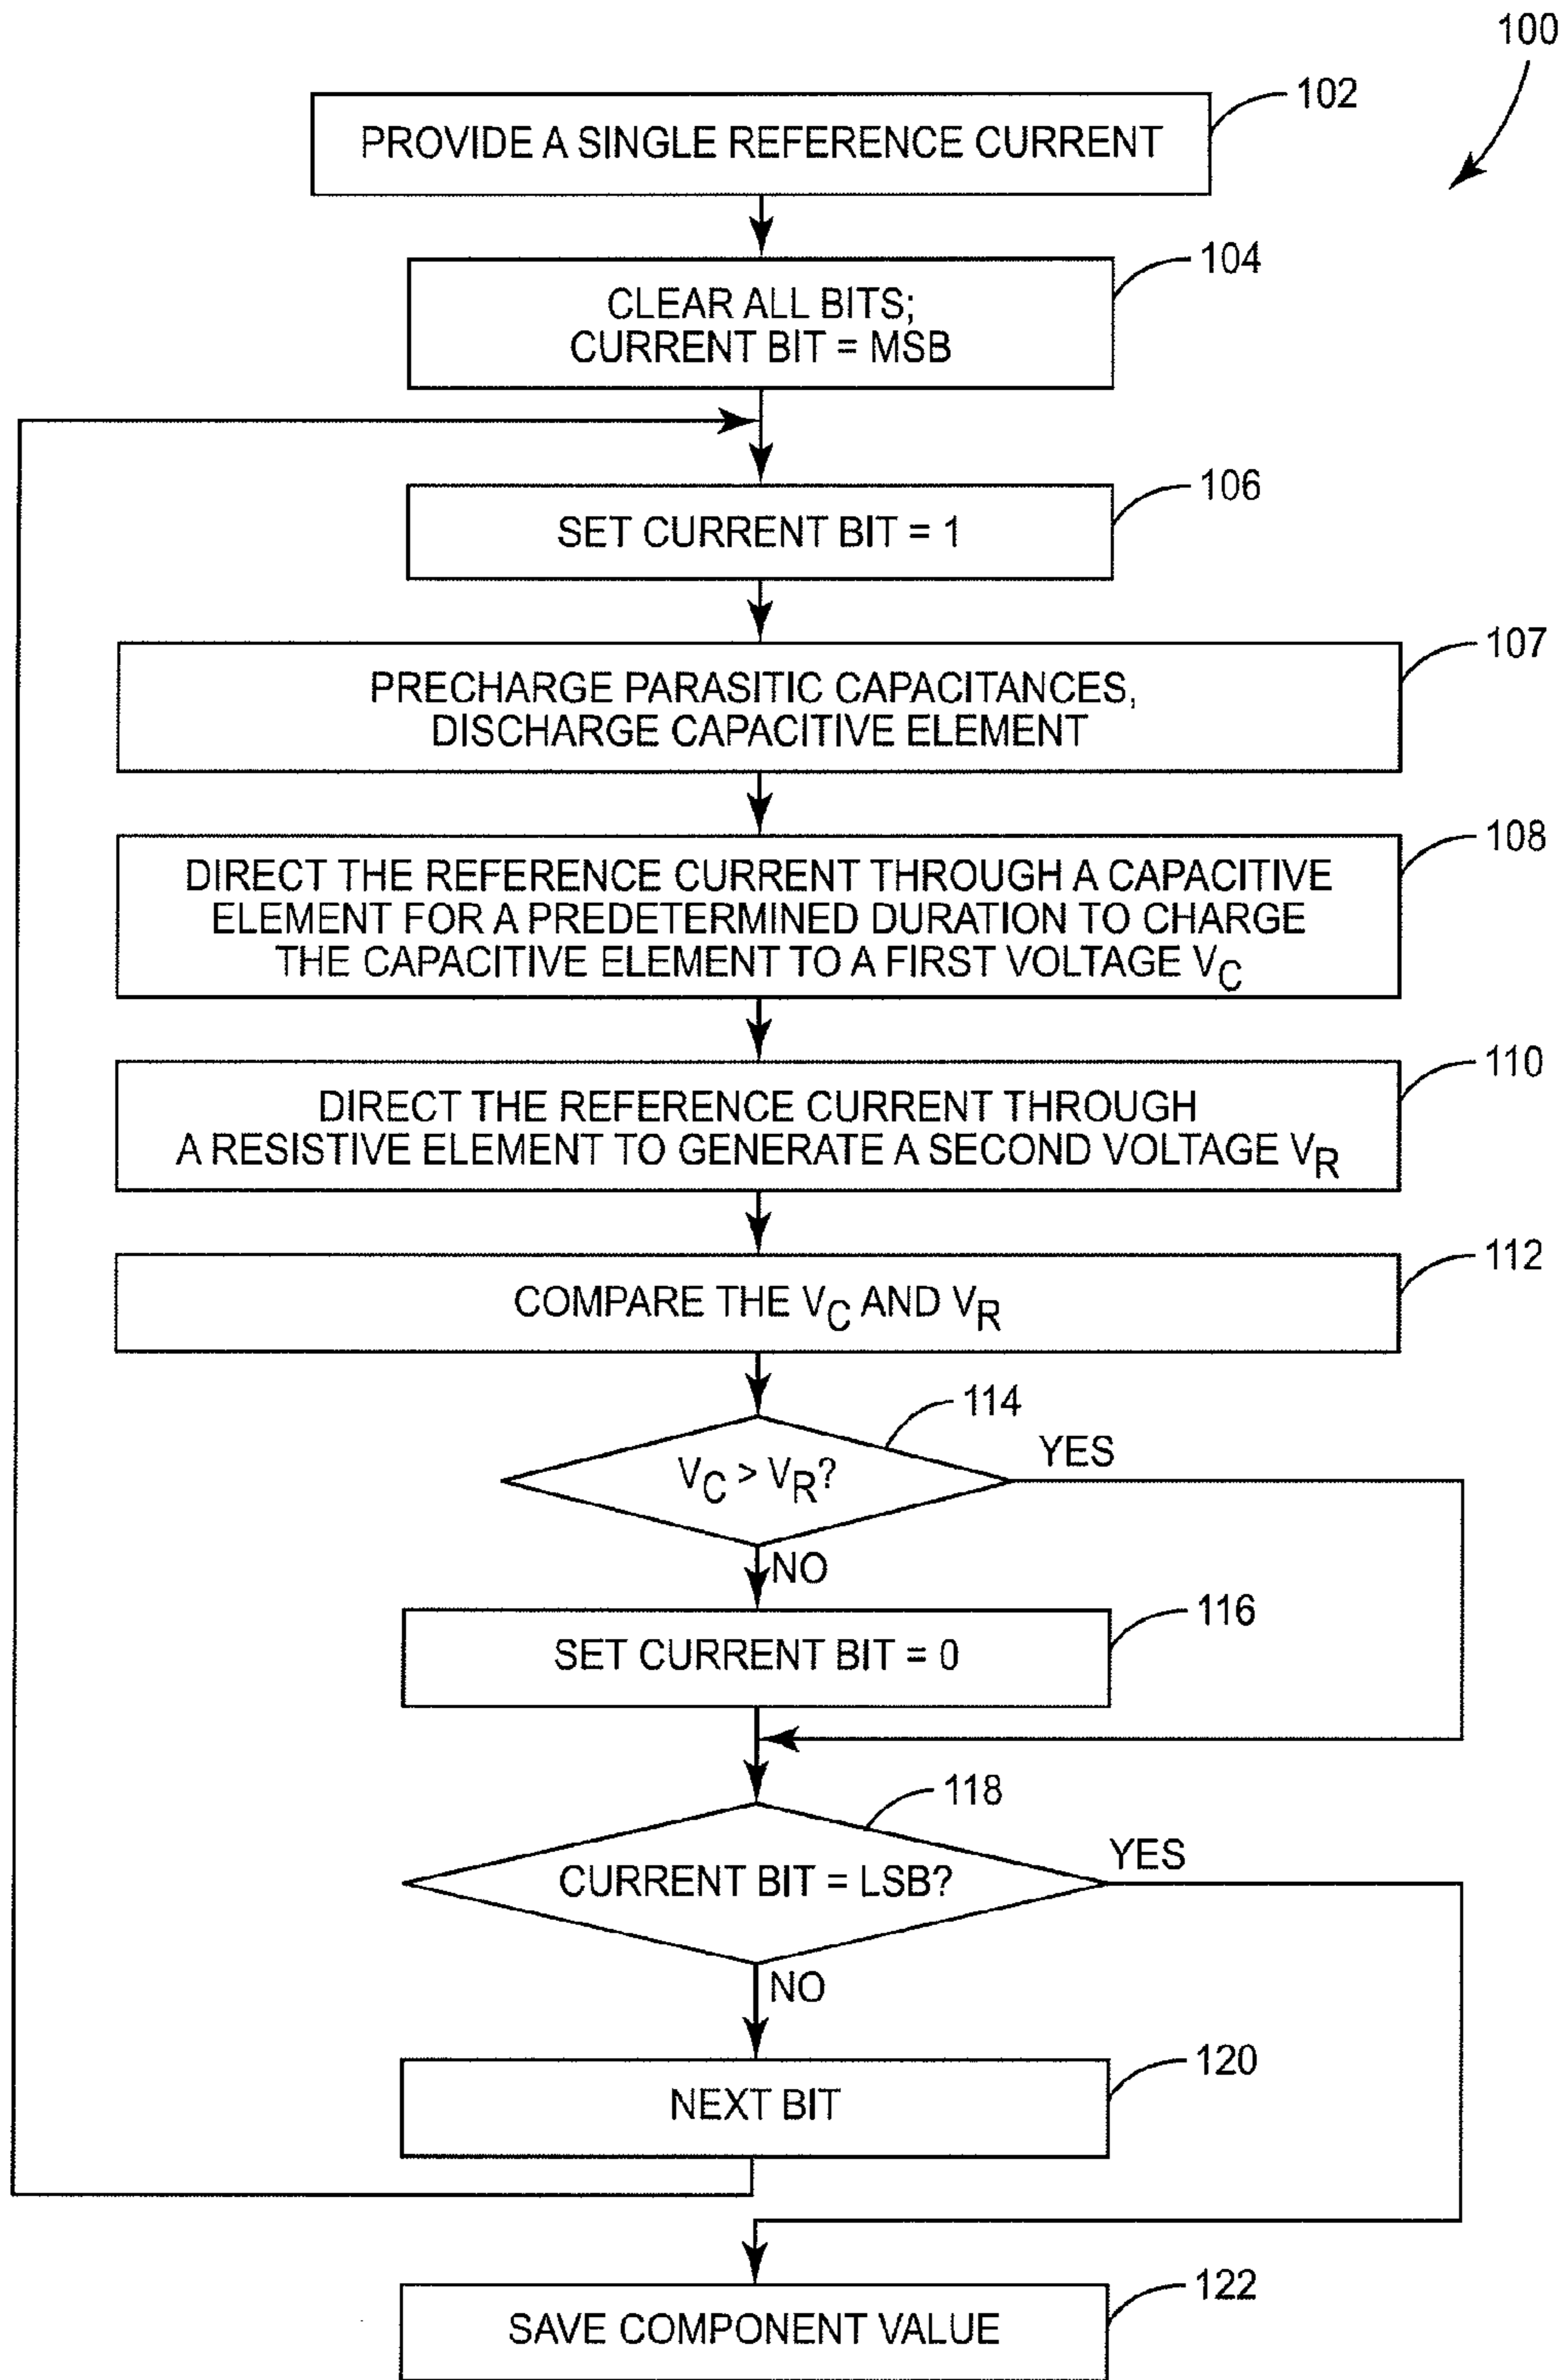 100
102
PROVIDE A SINGLE REFERENCE CURRENT
104
CLEAR ALL BITS;
CURRENT BIT = MSB
106
SET CURRENT BIT = 1
107
PRECHARGE PARASITIC CAPACITANCES,
DISCHARGE CAPACITIVE ELEMENT
108
DIRECT THE REFERENCE CURRENT THROUGH A CAPACITIVE
ELEMENT FOR A PREDETERMINED DURATION TO CHARGE
THE CAPACITIVE ELEMENT TO A FIRST VOLTAGE VC
110
DIRECT THE REFERENCE CURRENT THROUGH
A RESISTIVE ELEMENT TO GENERATE A SECOND VOLTAGE VR
112
COMPARE THE VC AND VR
114
YES
VC > VR?
NO
116
SET CURRENT BIT = 0
118
YES
CURRENT BIT = LSB?
NO
120
NEXT BIT
122
SAVE COMPONENT VALUE